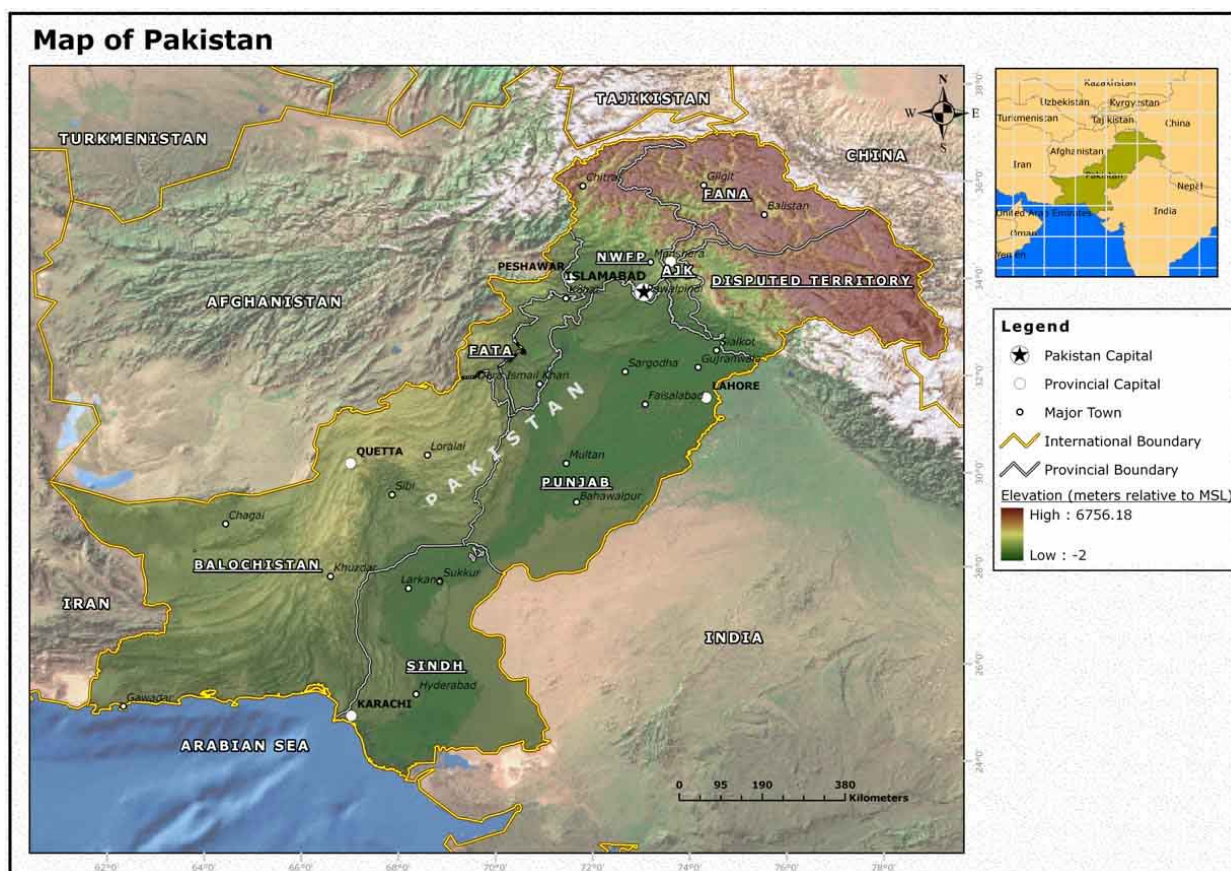 Map of Pakistan
TURKMENISTAN
TAJIKISTAN
CHINA
N
W
E
S
AFGHANISTAN
Chitral
Gilgit
FANA
Balistan
NWFP
Manshera
PESHAWAR
ISLAMABAD
AJK
DISPUTED TERRITORY
Kohat
FATA
Dera Ismail Khan
Sialkot
Sargodha
Gujranwala
LAHORE
Faisalabad
PAKISTAN
QUETTA
Loralai
Sibi
Multan
PUNJAB
Bahawalpur
Chagai
BALOCHISTAN
Khuzdar
Sukkur
IRAN
INDIA
SINDH
Hyderabad
Gawadar
KARACHI
ARABIAN SEA
0 95 190 380
Kilometers
62°0'
64°0'
66°0'
68°0'
70°0'
72°0'
74°0'
76°0'
78°0'
38°0'
36°0'
34°0'
32°0'
30°0'
28°0'
26°0'
24°0'
Kazakhstan
Uzbekistan
Kyrgystan
Turkmenistan
Tajikistan
China
Afghanistan
Iran
Pakistan
Nepal
United Arab Emirates
India
Oman
Yemen
Legend
Pakistan Capital
Provincial Capital
Major Town
International Boundary
Provincial Boundary
Elevation (meters relative to MSL)
High : 6756.18
Low : -2